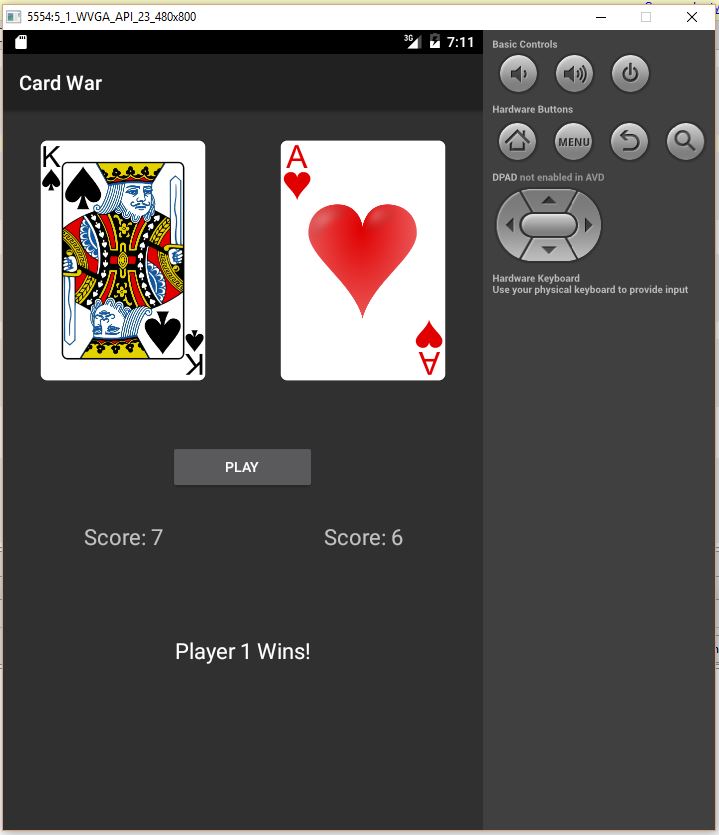 5554:5_1_WVGA_API_23_480x800
3G 7:11
Card War
K
A
K
A
PLAY
Score: 7
Score: 6
Player 1 Wins!
Basic Controls
Hardware Buttons
MENU
DPAD not enabled in AVD
Hardware Keyboard
Use your physical keyboard to provide input